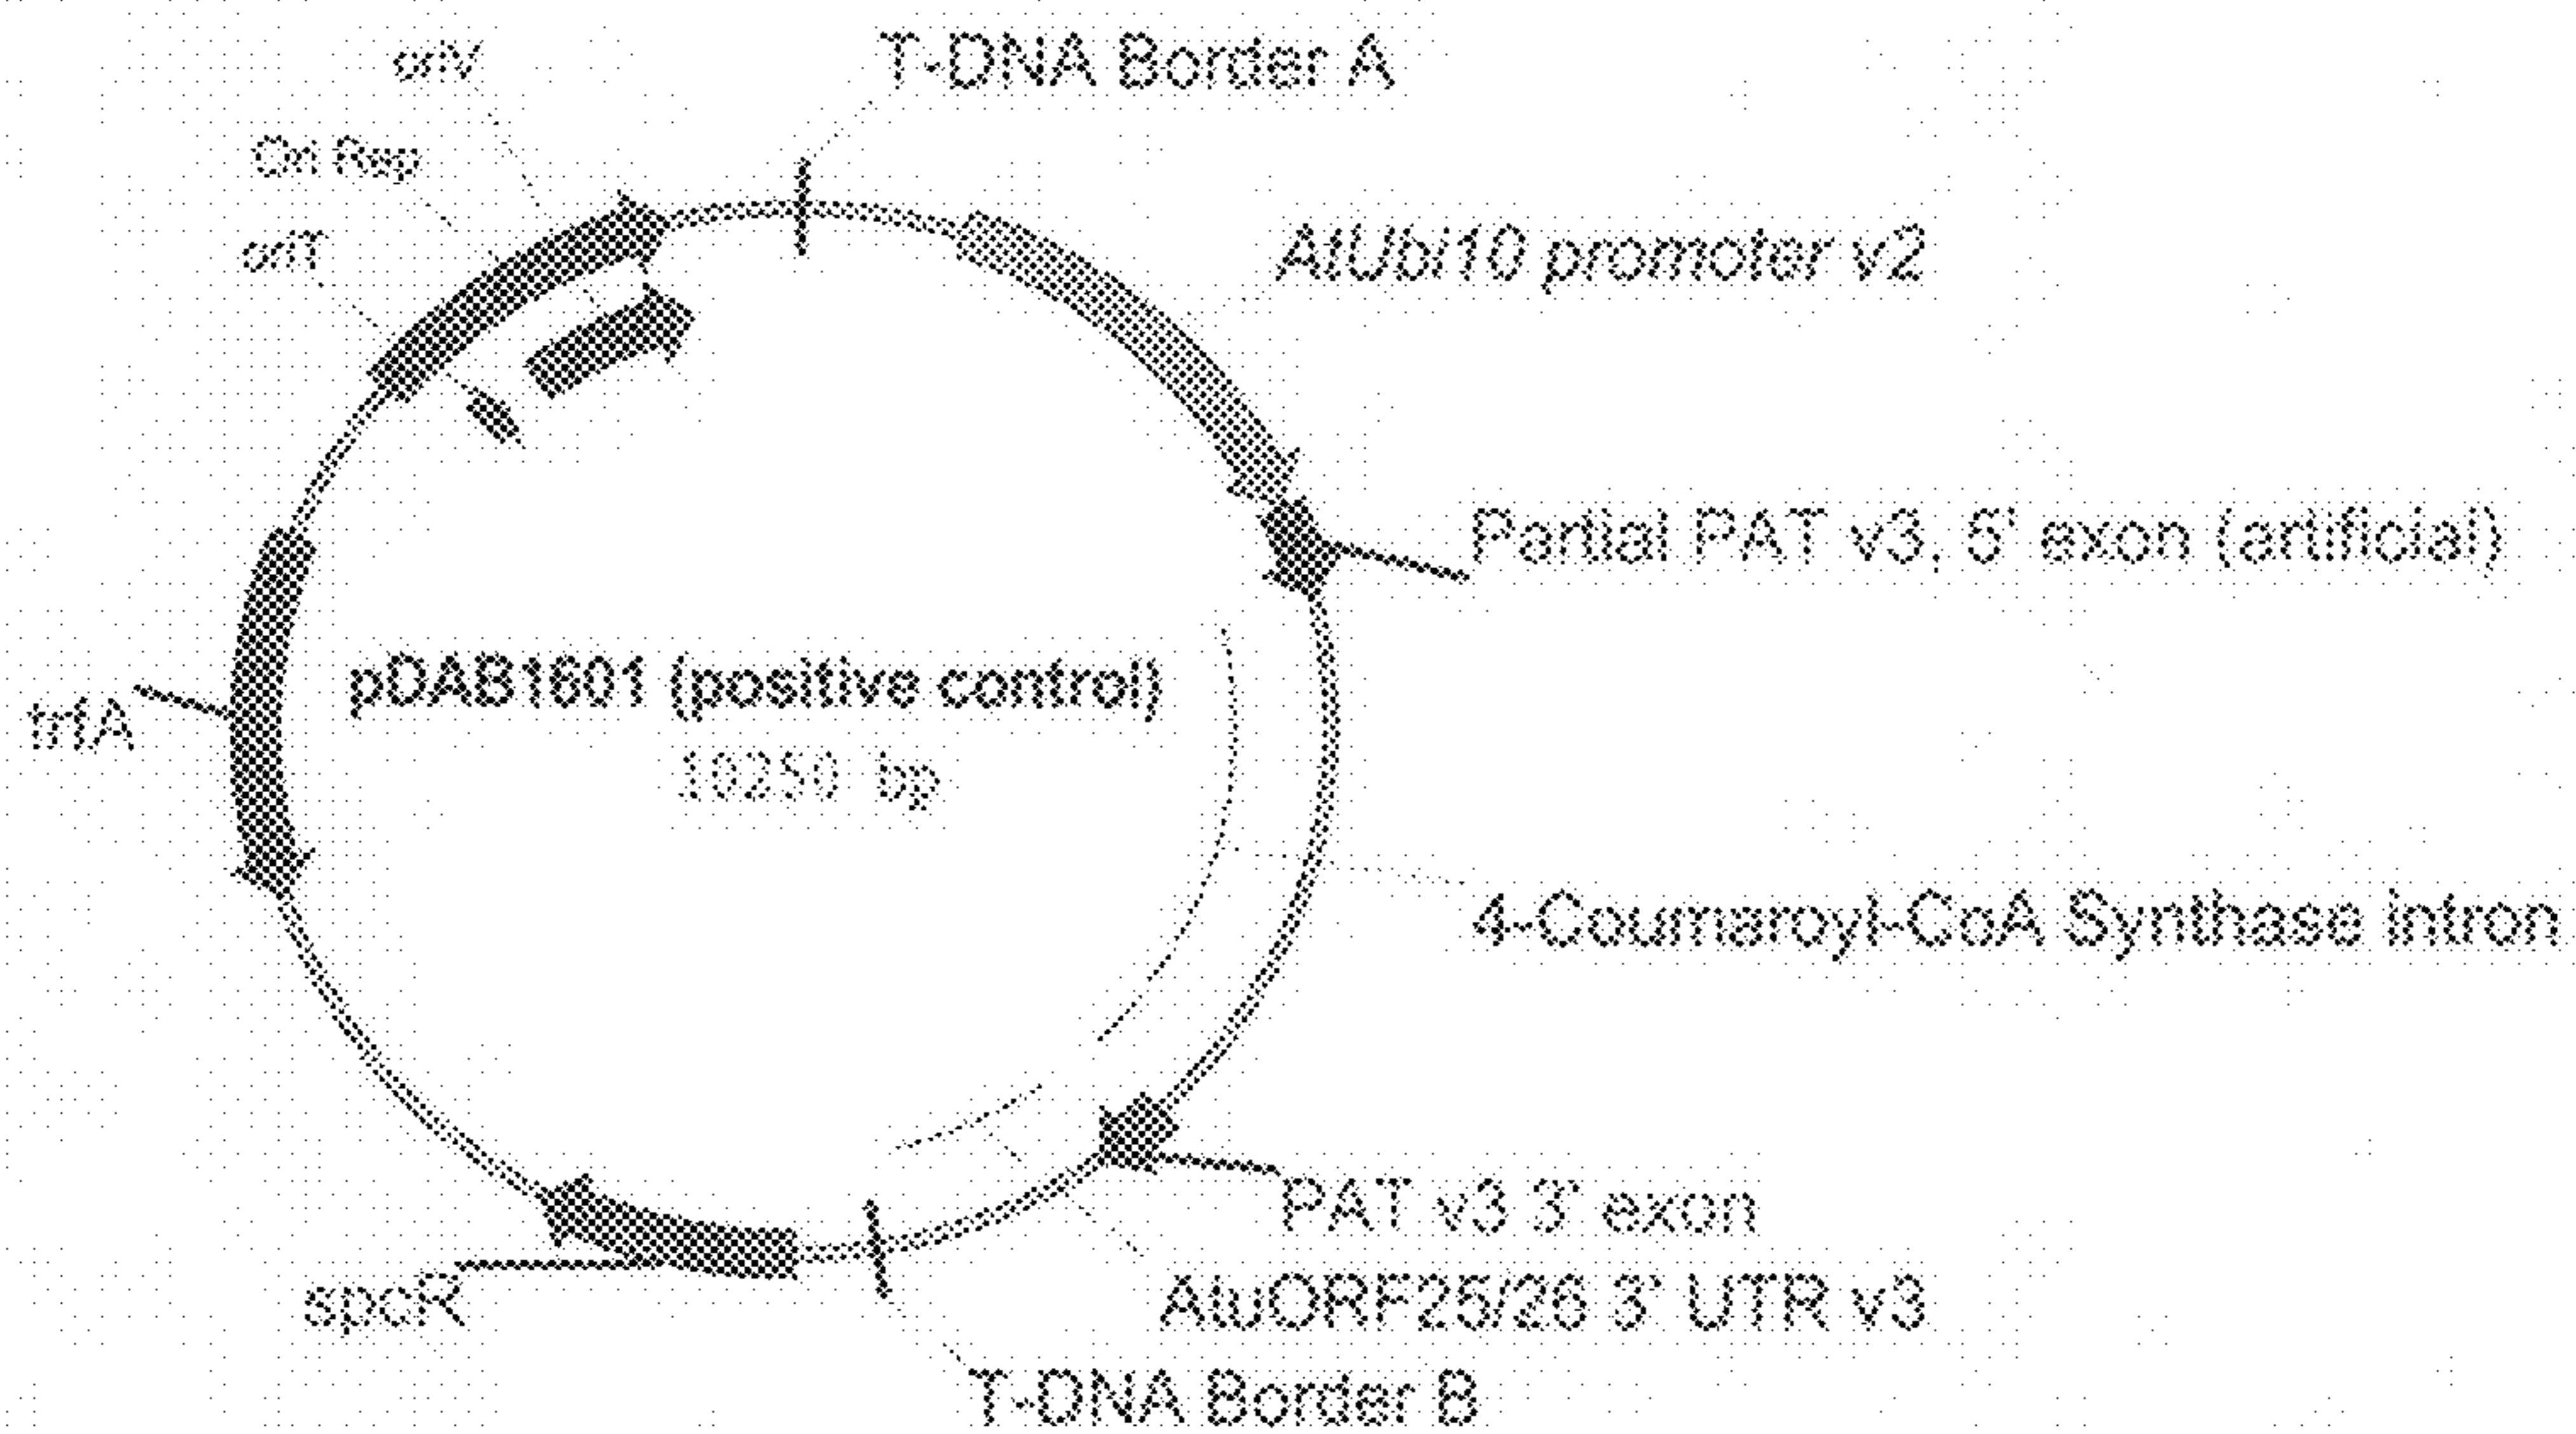 oriV
T-DNA Border A
Ori Rep
oriT
AtUbi10 promoter v2
Partial PAT v3, 5' exon (artificial)
pDAB1601 (positive control)
10250 bp
trfA
4-Coumaroyl-CoA Synthase intron
PAT v3 3' exon
AtuORF25/26 3' UTR v3
spcR
T-DNA Border B